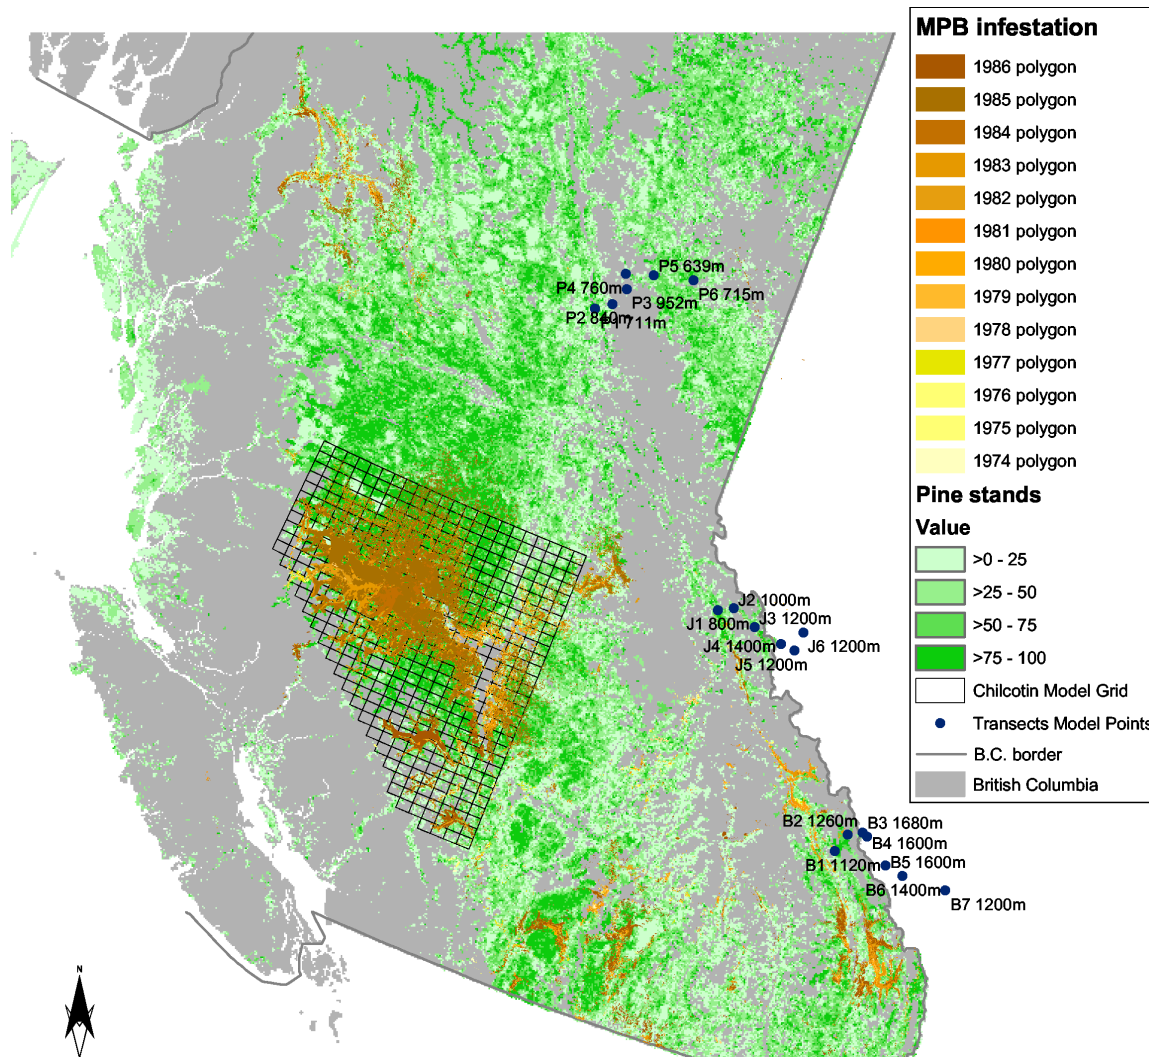 MPB infestation
1986 polygon
1985 polygon
1984 polygon
1983 polygon
1982 polygon
1981 polygon
1980 polygon
1979 polygon
1978 polygon
1977 polygon
1976 polygon
1975 polygon
1974 polygon
Pine stands
Value
>0 - 25
>25 - 50
>50 - 75
>75 - 100
Chilcotin Model Grid
Transects Model Points
B.C. border
British Columbia
P5 639m
P4 760m
P6 715m
P3 952m
P2 840m
P1 711m
J2 1000m
J1 800m
J3 1200m
J4 1400m
J6 1200m
J5 1200m
B2 1260m
B3 1680m
B4 1600m
B1 1120m
B5 1600m
B6 1400m
B7 1200m
N